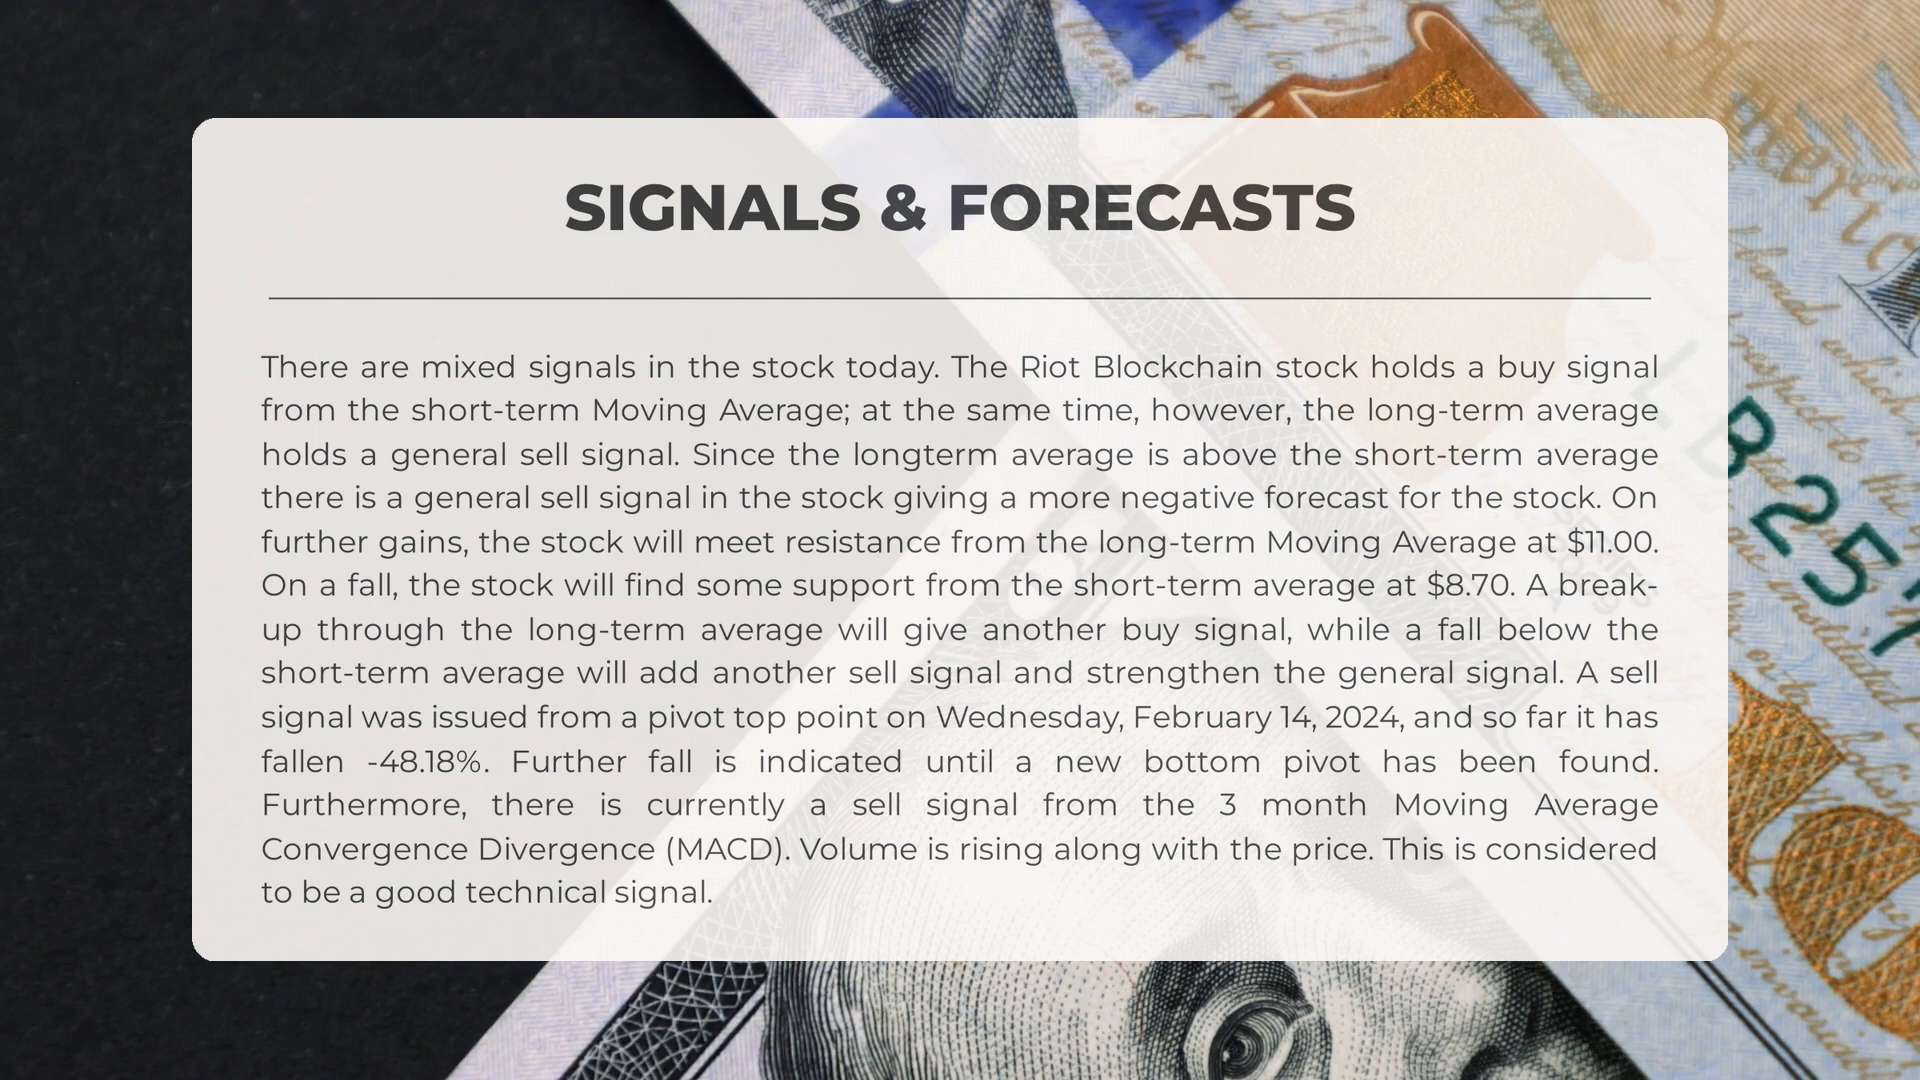 SIGNALS & FORECASTS
There are mixed signals in the stock today. The Riot Blockchain stock holds a buy signal
from the short-term Moving Average; at the same time, however, the long-term average
holds a general sell signal. Since the longterm average is above the short-term average
there is a general sell signal in the stock giving a more negative forecast for the stock. On
further gains, the stock will meet resistance from the long-term Moving Average at $11.00.
On a fall, the stock will find some support from the short-term average at $8.70. A break-
up through the long-term average will give another buy signal, while a fall below the
short-term average will add another sell signal and strengthen the general signal. A sell
signal was issued from a pivot top point on Wednesday, February 14, 2024, and so far it has
fallen -48.18%. Further fall is indicated until a new bottom pivot has been found.
Furthermore, there is currently a sell signal from the 3 month Moving Average
Convergence Divergence (MACD). Volume is rising along with the price. This is considered
to be a good technical signal.